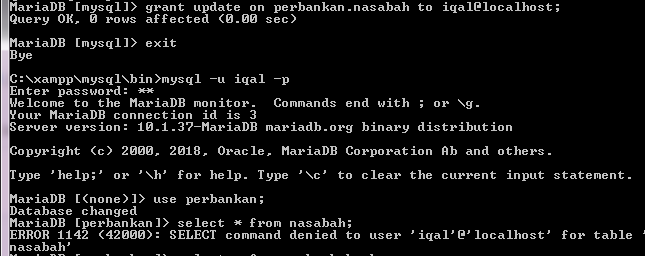 MariaDB [mysql]> grant update on perbankan.nasabah to iqal@localhost;
Query OK, 0 rows affected (0.00 sec)
MariaDB [mysql]> exit
Bye
C:\xampp\mysql\bin>mysql -u iqal -p
Enter password: **
Welcome to the MariaDB monitor.  Commands end with ; or \g.
Your MariaDB connection id is 3
Server version: 10.1.37-MariaDB mariadb.org binary distribution
Copyright (c) 2000, 2018, Oracle, MariaDB Corporation Ab and others.
Type 'help;' or '\h' for help. Type '\c' to clear the current input statement.
MariaDB [(none)]> use perbankan;
Database changed
MariaDB [perbankan]> select * from nasabah;
ERROR 1142 (42000): SELECT command denied to user 'iqal'@'localhost' for table '
nasabah'